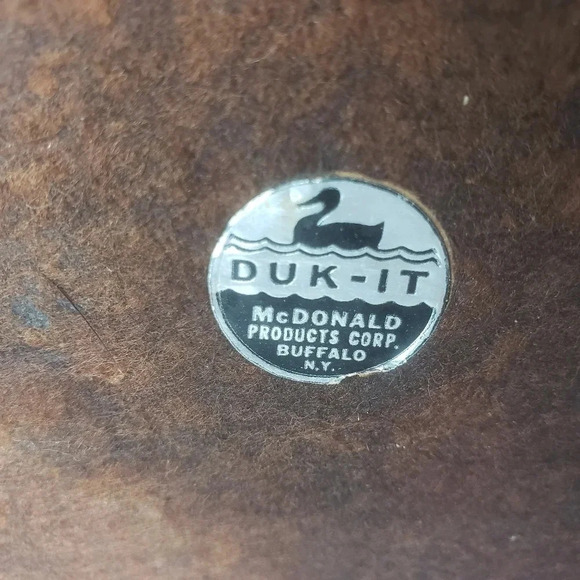 DUK-IT
McDONALD
PRODUCTS CORP.
BUFFALO
N.Y.